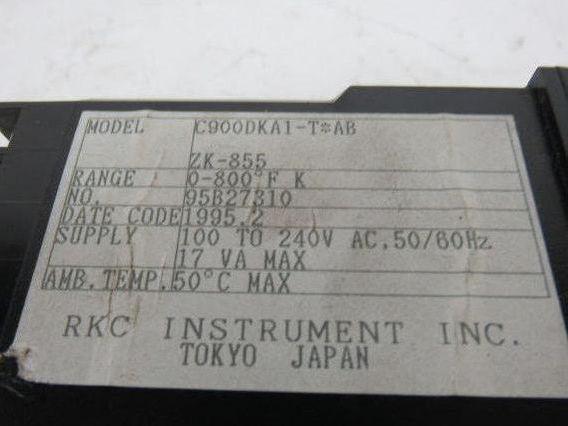 MODEL C900DKA1-T*AB
ZK-855
RANGE 0-800°F K
NO. 95B27310
DATE CODE 1995.2
SUPPLY 100 TO 240V AC.50/60Hz
17 VA MAX
AMB.TEMP. 50°C MAX
RKC INSTRUMENT INC.
TOKYO JAPAN